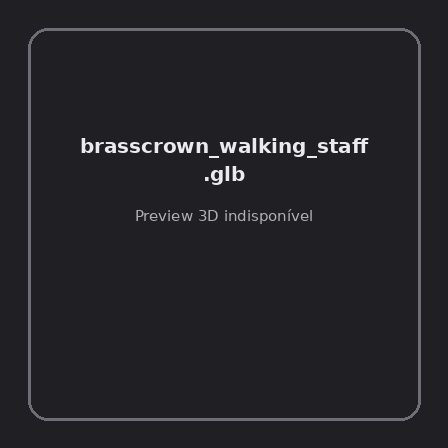 brasscrown_walking_staff
.glb
Preview 3D indisponível